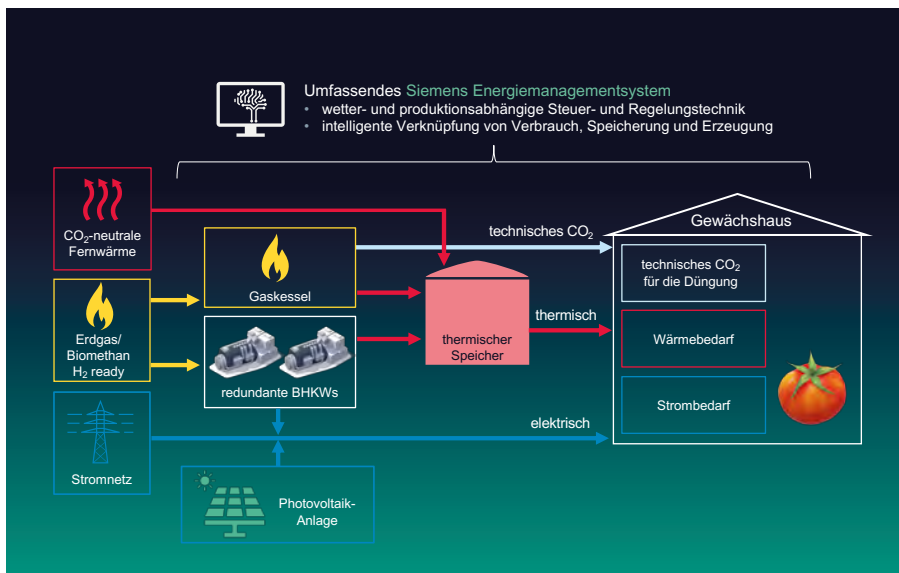 Umfassendes Siemens Energiemanagementsystem
• wetter- und produktionsabhängige Steuer- und Regelungstechnik
• intelligente Verknüpfung von Verbrauch, Speicherung und Erzeugung
CO₂-neutrale
Fernwärme
Erdgas/
Biomethan
H₂ ready
Stromnetz
Gaskessel
redundante BHKWs
Photovoltaik-
Anlage
thermischer
Speicher
technisches CO₂
thermisch
elektrisch
Gewächshaus
technisches CO₂
für die Düngung
Wärmebedarf
Strombedarf